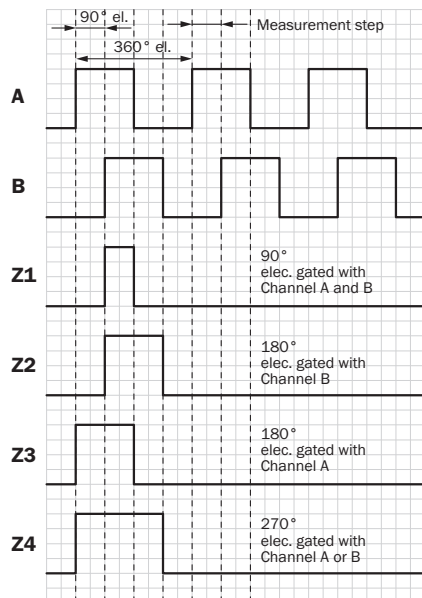 90° el.
Measurement step
360° el.
A
B
Z1
90°
elec. gated with
Channel A and B
Z2
180°
elec. gated with
Channel B
Z3
180°
elec. gated with
Channel A
Z4
270°
elec. gated with
Channel A or B